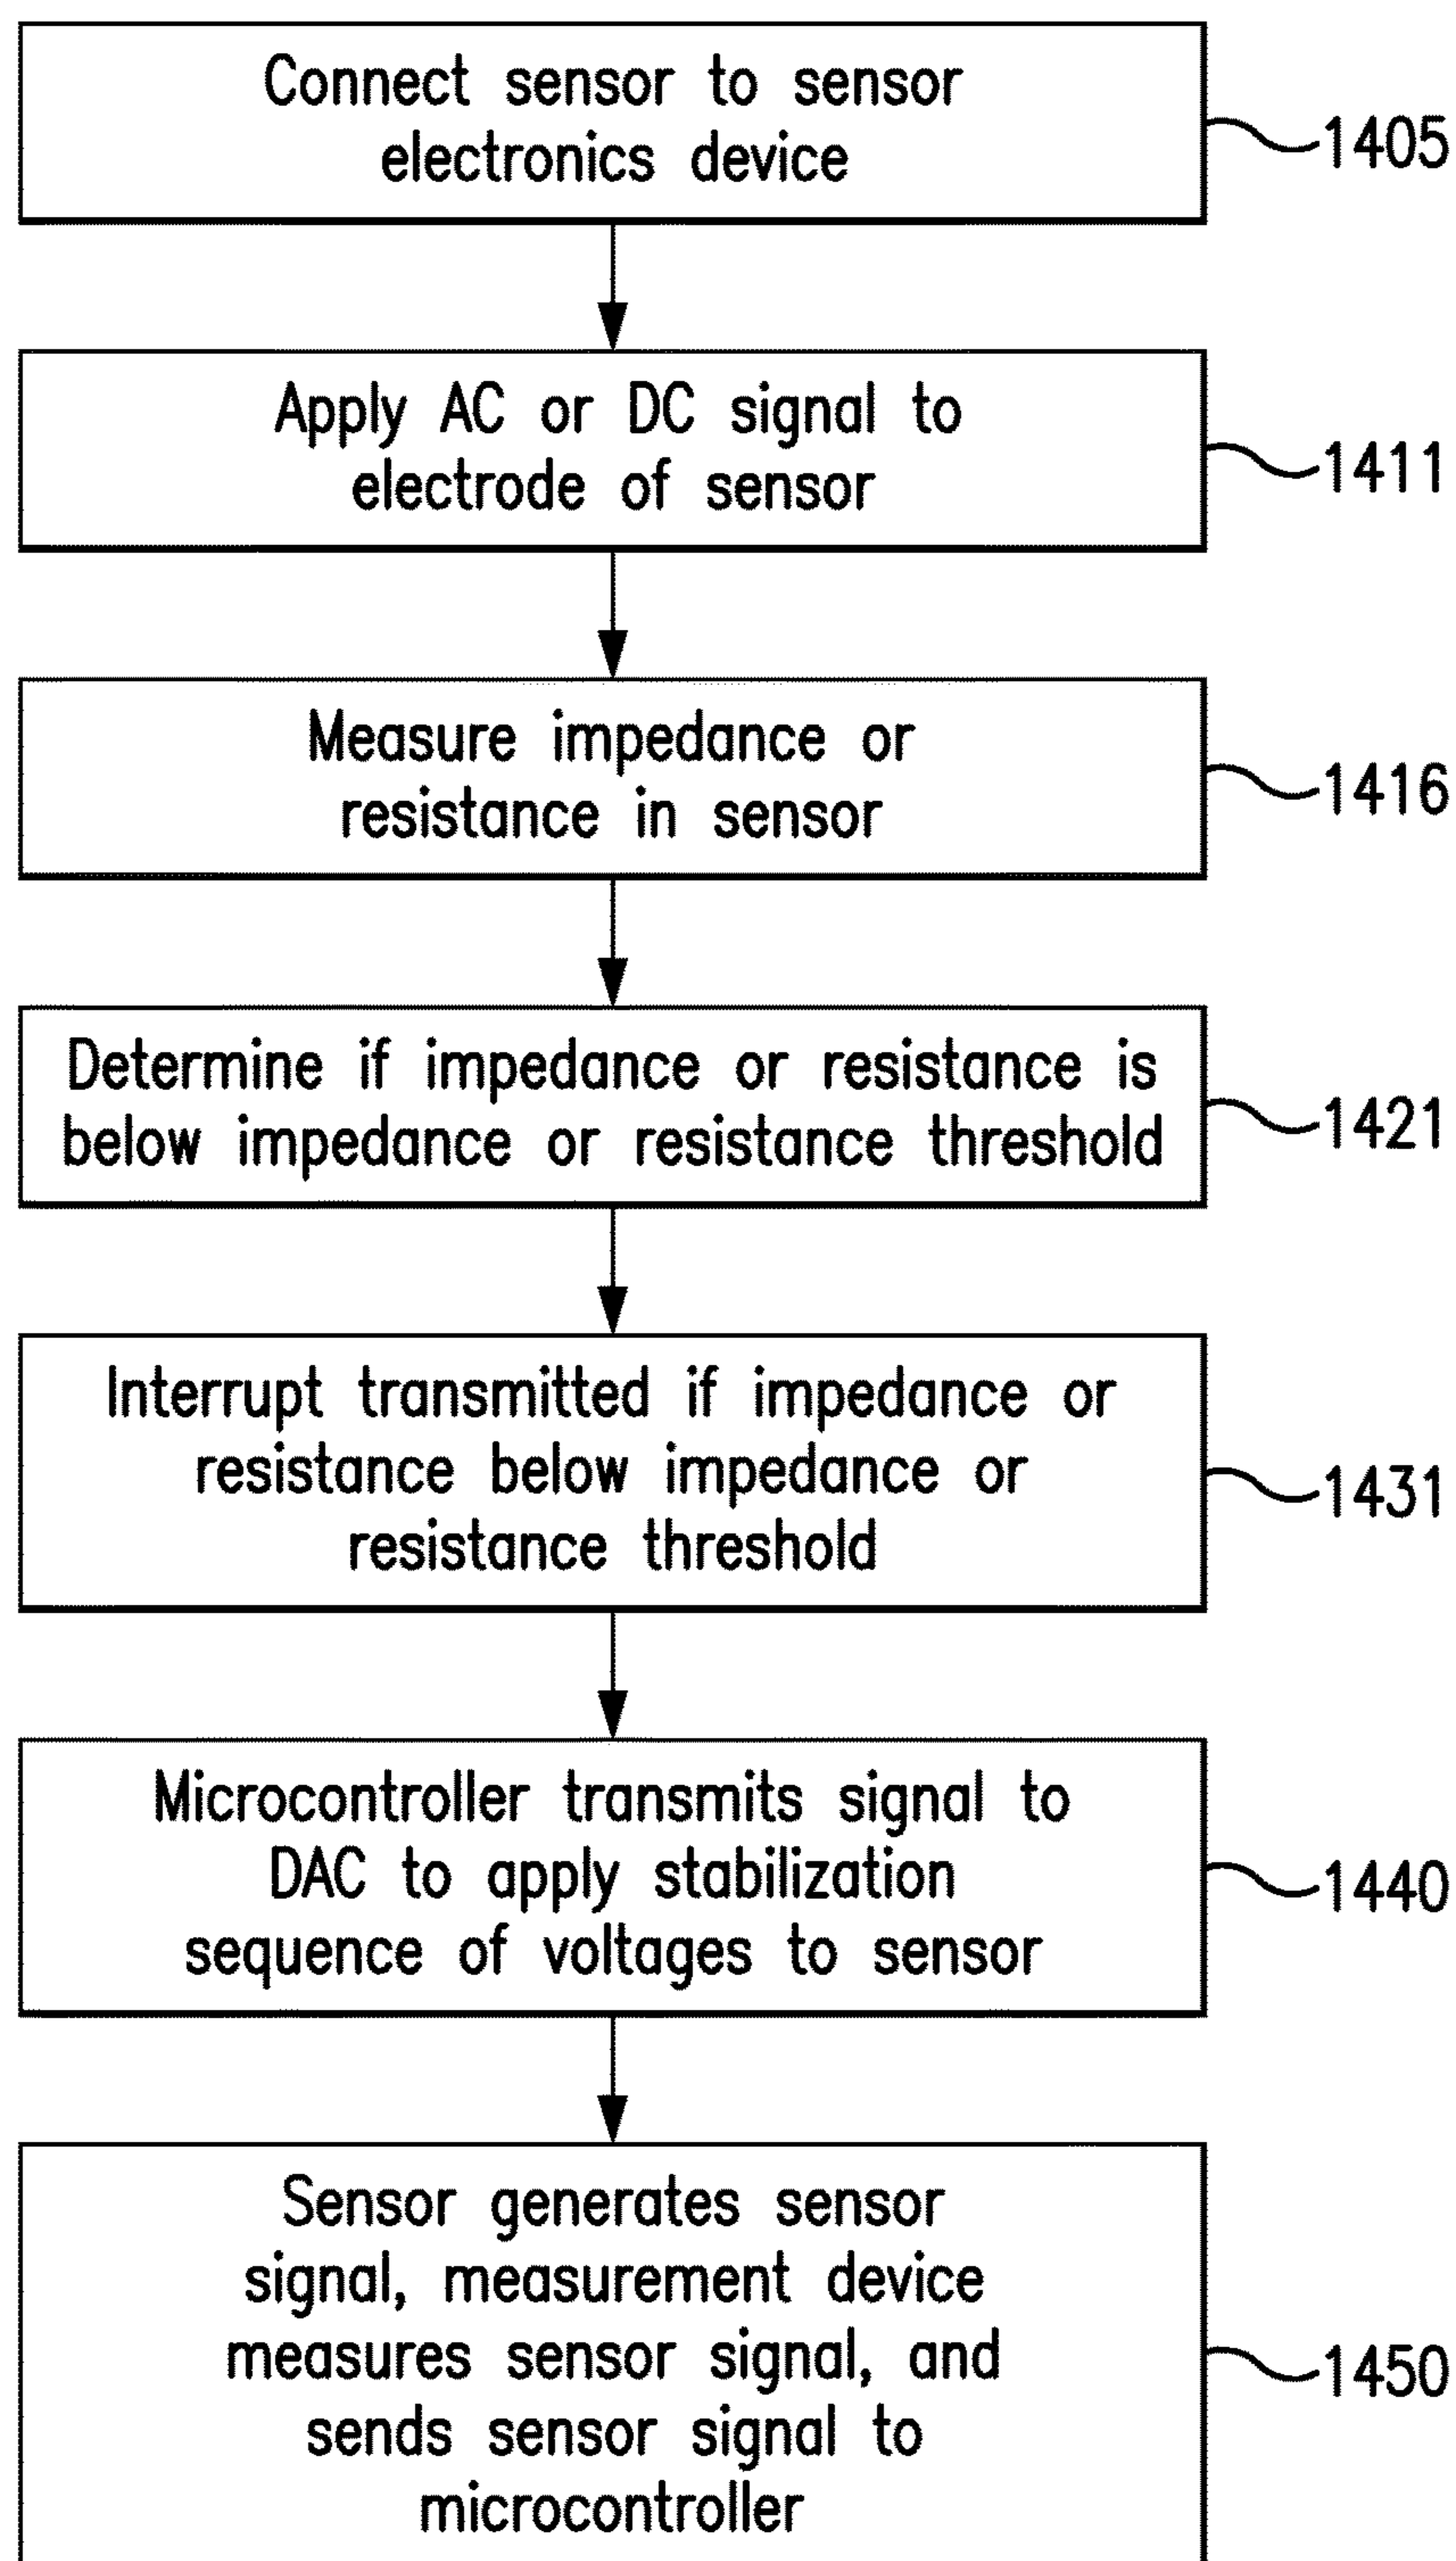 Connect sensor to sensor
electronics device
1405
Apply AC or DC signal to
electrode of sensor
1411
Measure impedance or
resistance in sensor
1416
Determine if impedance or resistance is
below impedance or resistance threshold
1421
Interrupt transmitted if impedance or
resistance below impedance or
resistance threshold
1431
Microcontroller transmits signal to
DAC to apply stabilization
sequence of voltages to sensor
1440
Sensor generates sensor
signal, measurement device
measures sensor signal, and
sends sensor signal to
microcontroller
1450